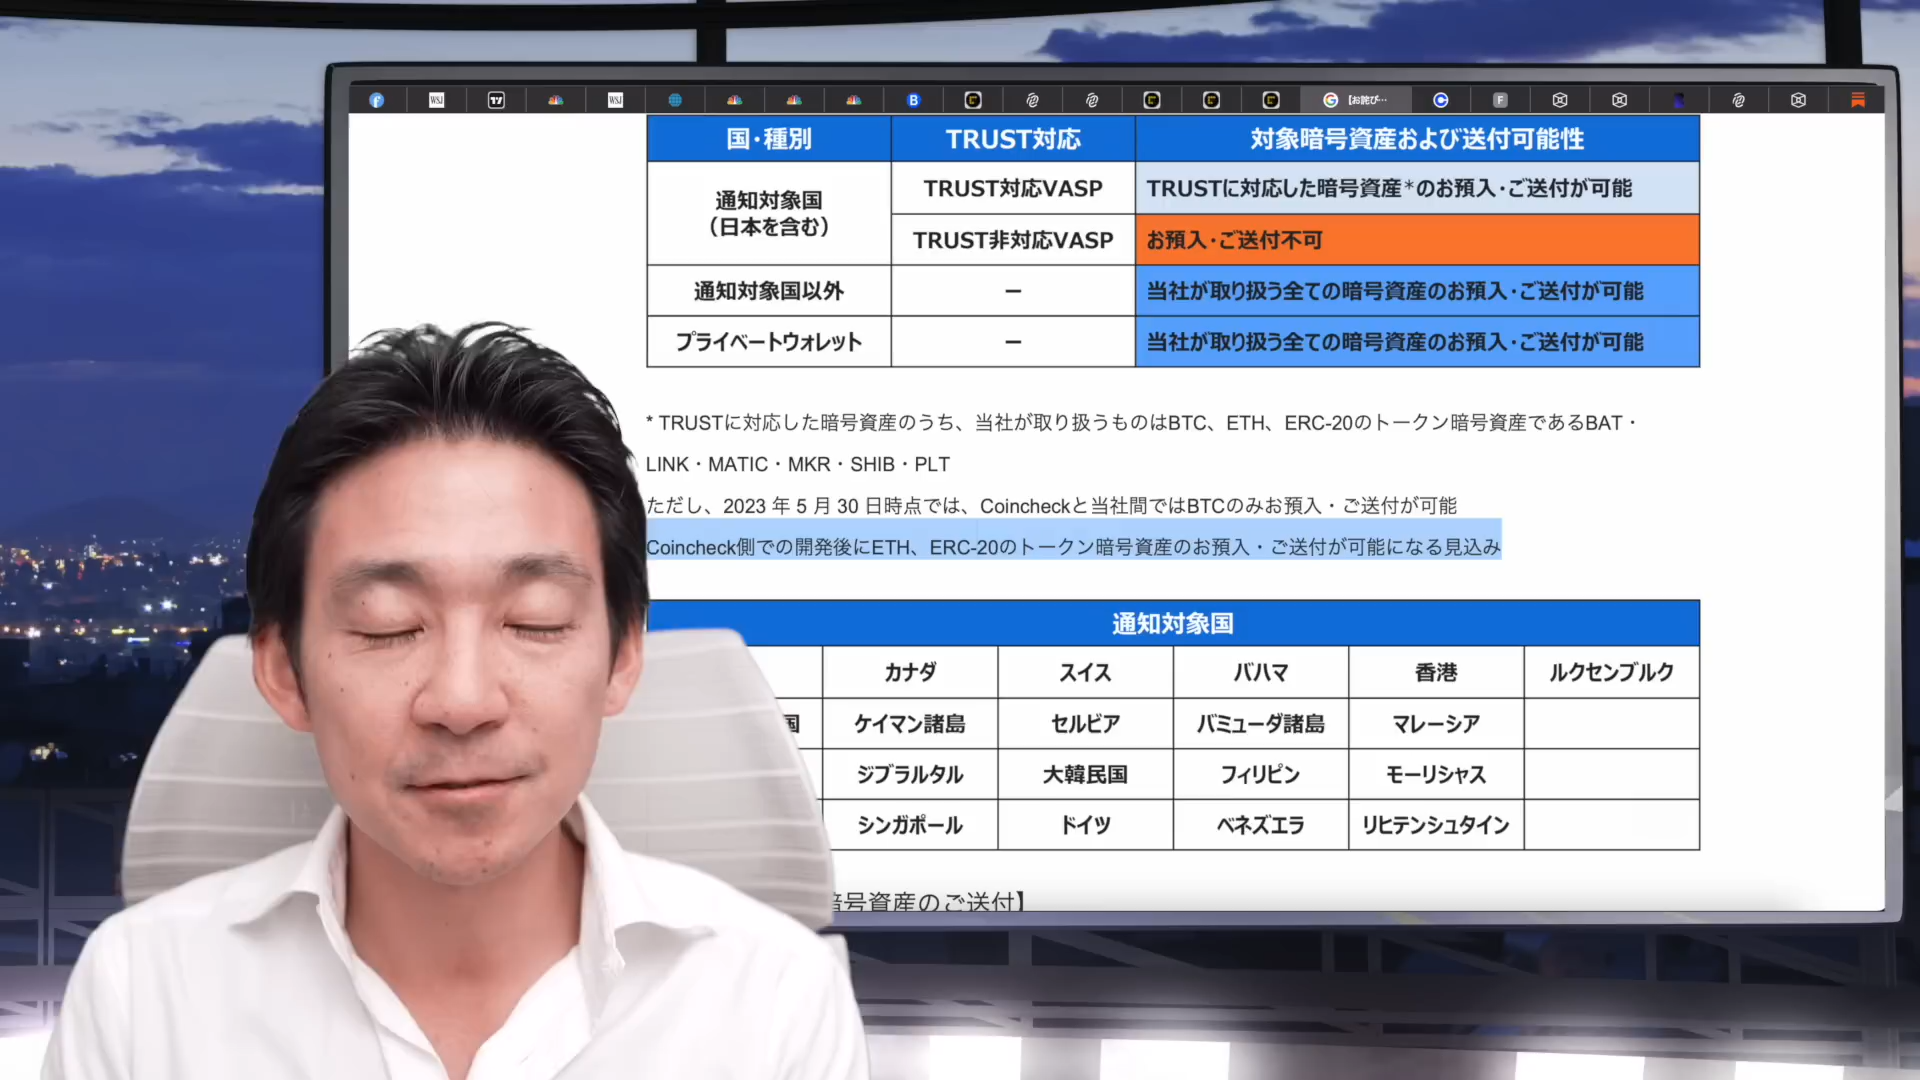 WSJ
17
WSJ
B
G
【お詫び…
C
F
国・種別
TRUST対応
対象暗号資産および送付可能性
通知対象国
（日本を含む）
TRUST対応VASP
TRUSTに対応した暗号資産*のお預入・ご送付が可能
TRUST非対応VASP
お預入・ご送付不可
通知対象国以外
ー
当社が取り扱う全ての暗号資産のお預入・ご送付が可能
プライベートウォレット
ー
当社が取り扱う全ての暗号資産のお預入・ご送付が可能
* TRUSTに対応した暗号資産のうち、当社が取り扱うものはBTC、ETH、ERC-20のトークン暗号資産であるBAT・
LINK・MATIC・MKR・SHIB・PLT
ただし、2023 年 5 月 30 日時点では、Coincheckと当社間ではBTCのみお預入・ご送付が可能
Coincheck側での開発後にETH、ERC-20のトークン暗号資産のお預入・ご送付が可能になる見込み
通知対象国
カナダ
スイス
バハマ
香港
ルクセンブルク
国
ケイマン諸島
セルビア
バミューダ諸島
マレーシア
ジブラルタル
大韓民国
フィリピン
モーリシャス
シンガポール
ドイツ
ベネズエラ
リヒテンシュタイン
暗号資産のご送付】